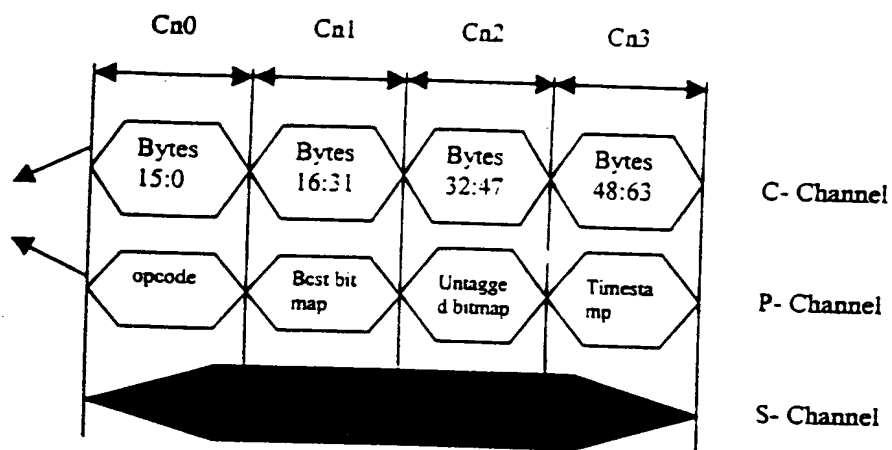 Cn0 Cn1 Cn2 Cn3
Bytes Bytes Bytes Bytes
15:0 16:31 32:47 48:63
C- Channel
opcode Best bit Untagge Timesta
map d bitmap mp
P- Channel
S- Channel